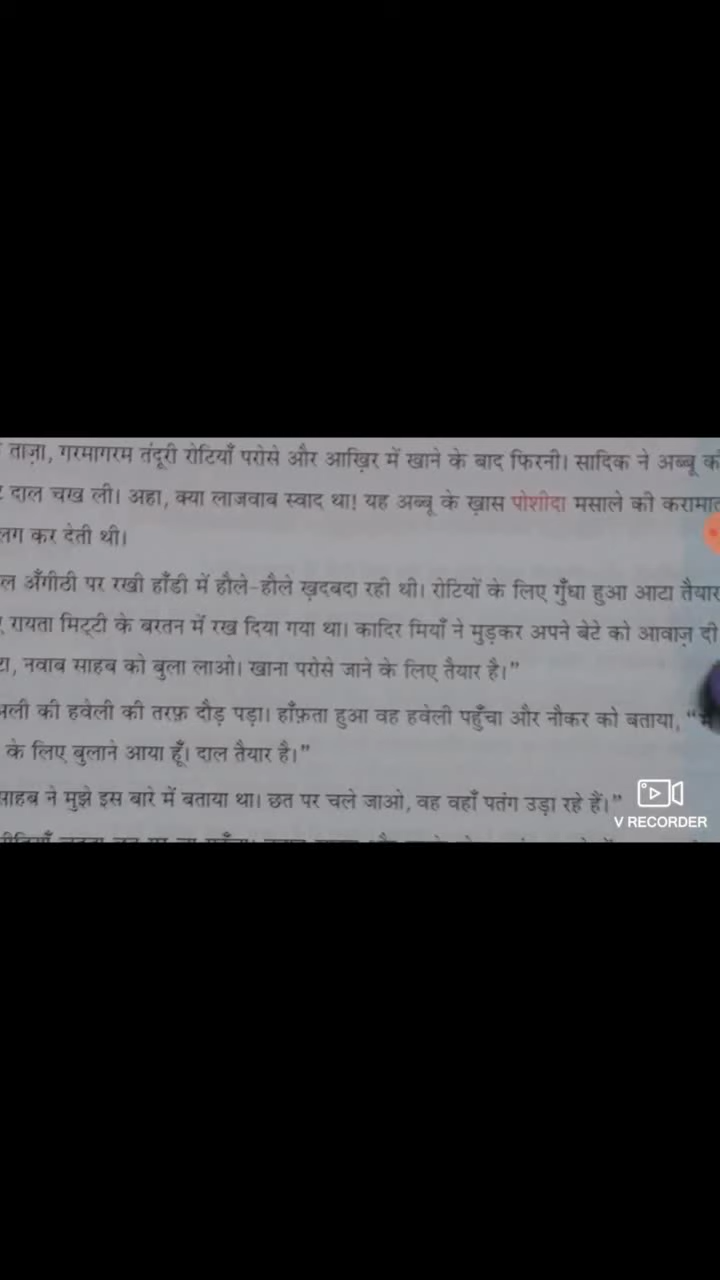 ताज़ा, गरमागरम तंदूरी रोटियाँ परोसे और आख़िर में खाने के बाद फिरनी। सादिक ने अब्बू
दाल चख ली। अहा, क्या लाजवाब स्वाद था! यह अब्बू के ख़ास पोशीदा मसाले की करामात
कर देती थी।
अँगीठी पर रखी हाँडी में हौले-हौले ख़दबदा रही थी। रोटियों के लिए गुँधा हुआ आटा तैयार
रायता मिट्टी के बरतन में रख दिया गया था। कादिर मियाँ ने मुड़कर अपने बेटे को आवाज़ दी
नवाब साहब को बुला लाओ। खाना परोसे जाने के लिए तैयार है।”
की हवेली की तरफ़ दौड़ पड़ा। हाँफ़ता हुआ वह हवेली पहुँचा और नौकर को बताया, “मैं
के लिए बुलाने आया हूँ। दाल तैयार है।”
साहब ने मुझे इस बारे में बताया था। छत पर चले जाओ, वह वहाँ पतंग उड़ा रहे हैं।”
V RECORDER